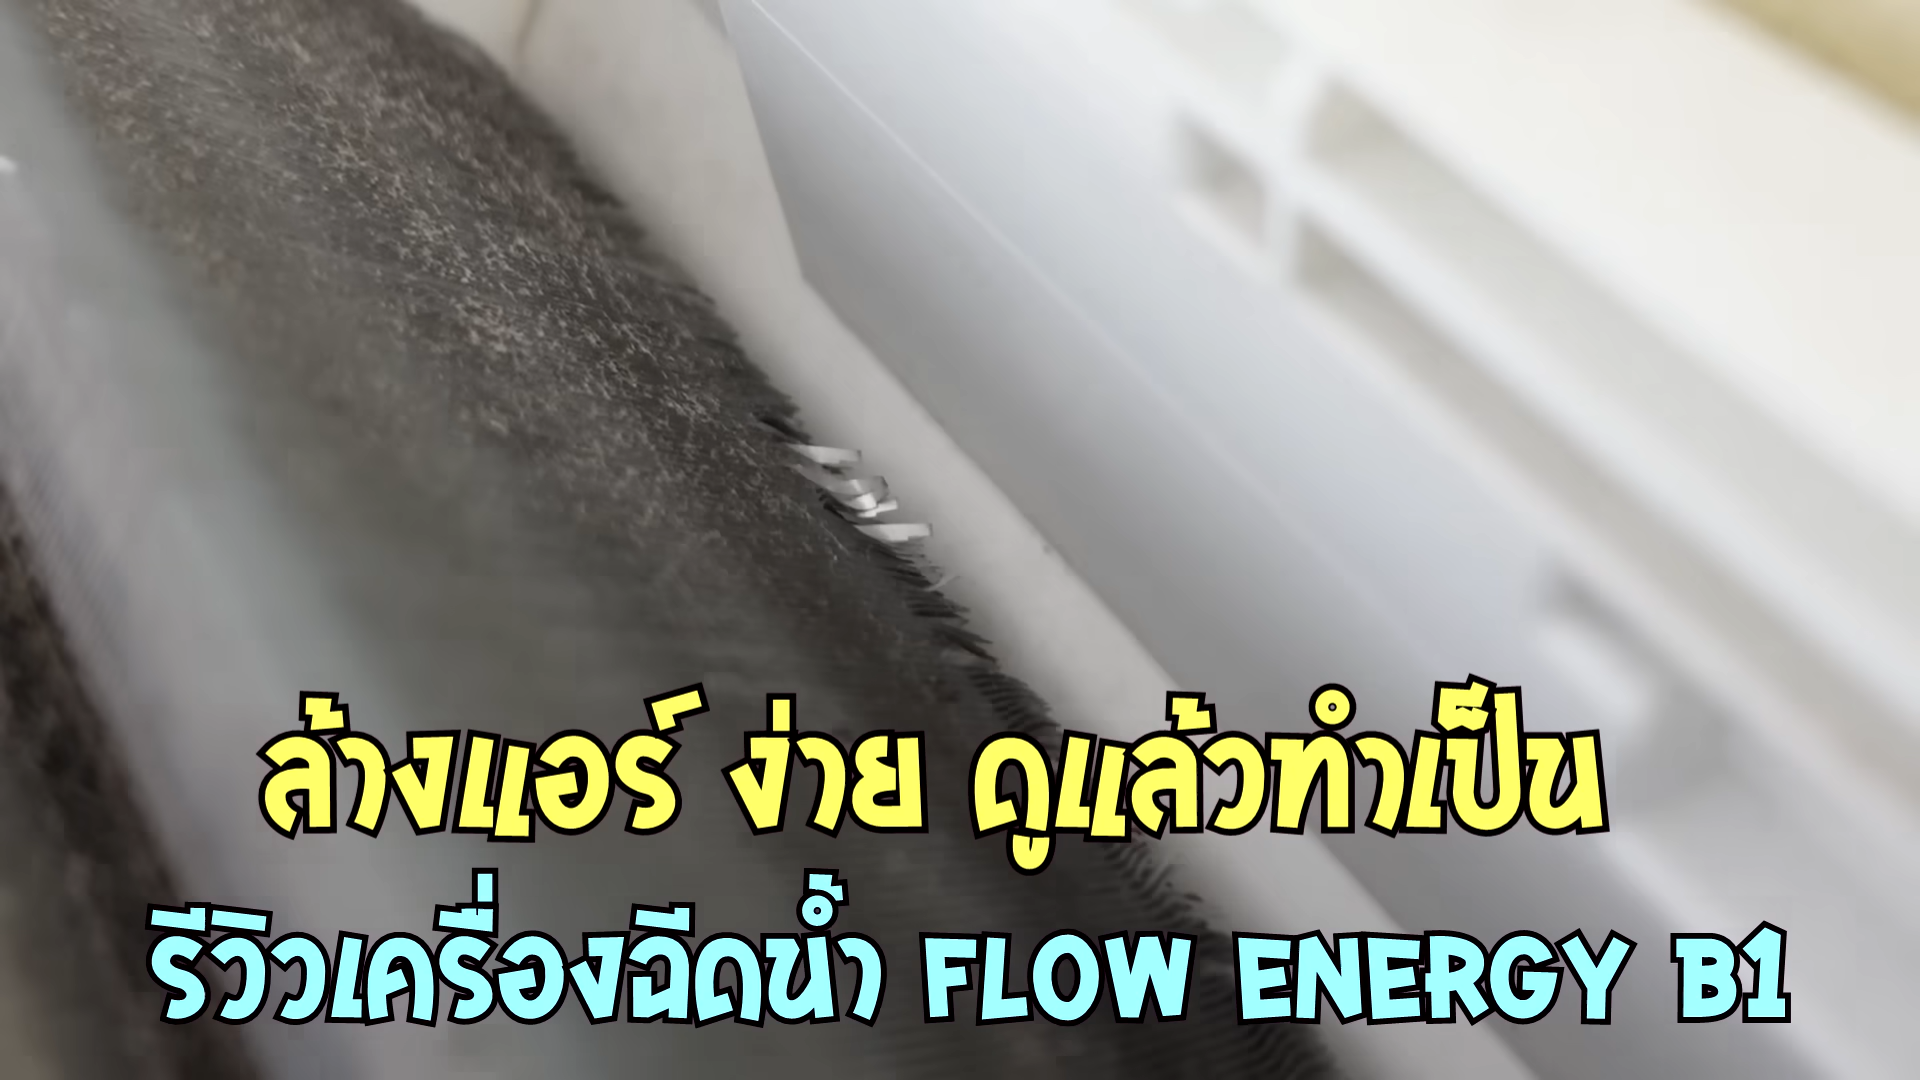 ล้างแอร์ ง่าย ดูแล้วทำเป็น
รีวิวเครื่องฉีดน้ำ FLOW ENERGY B1